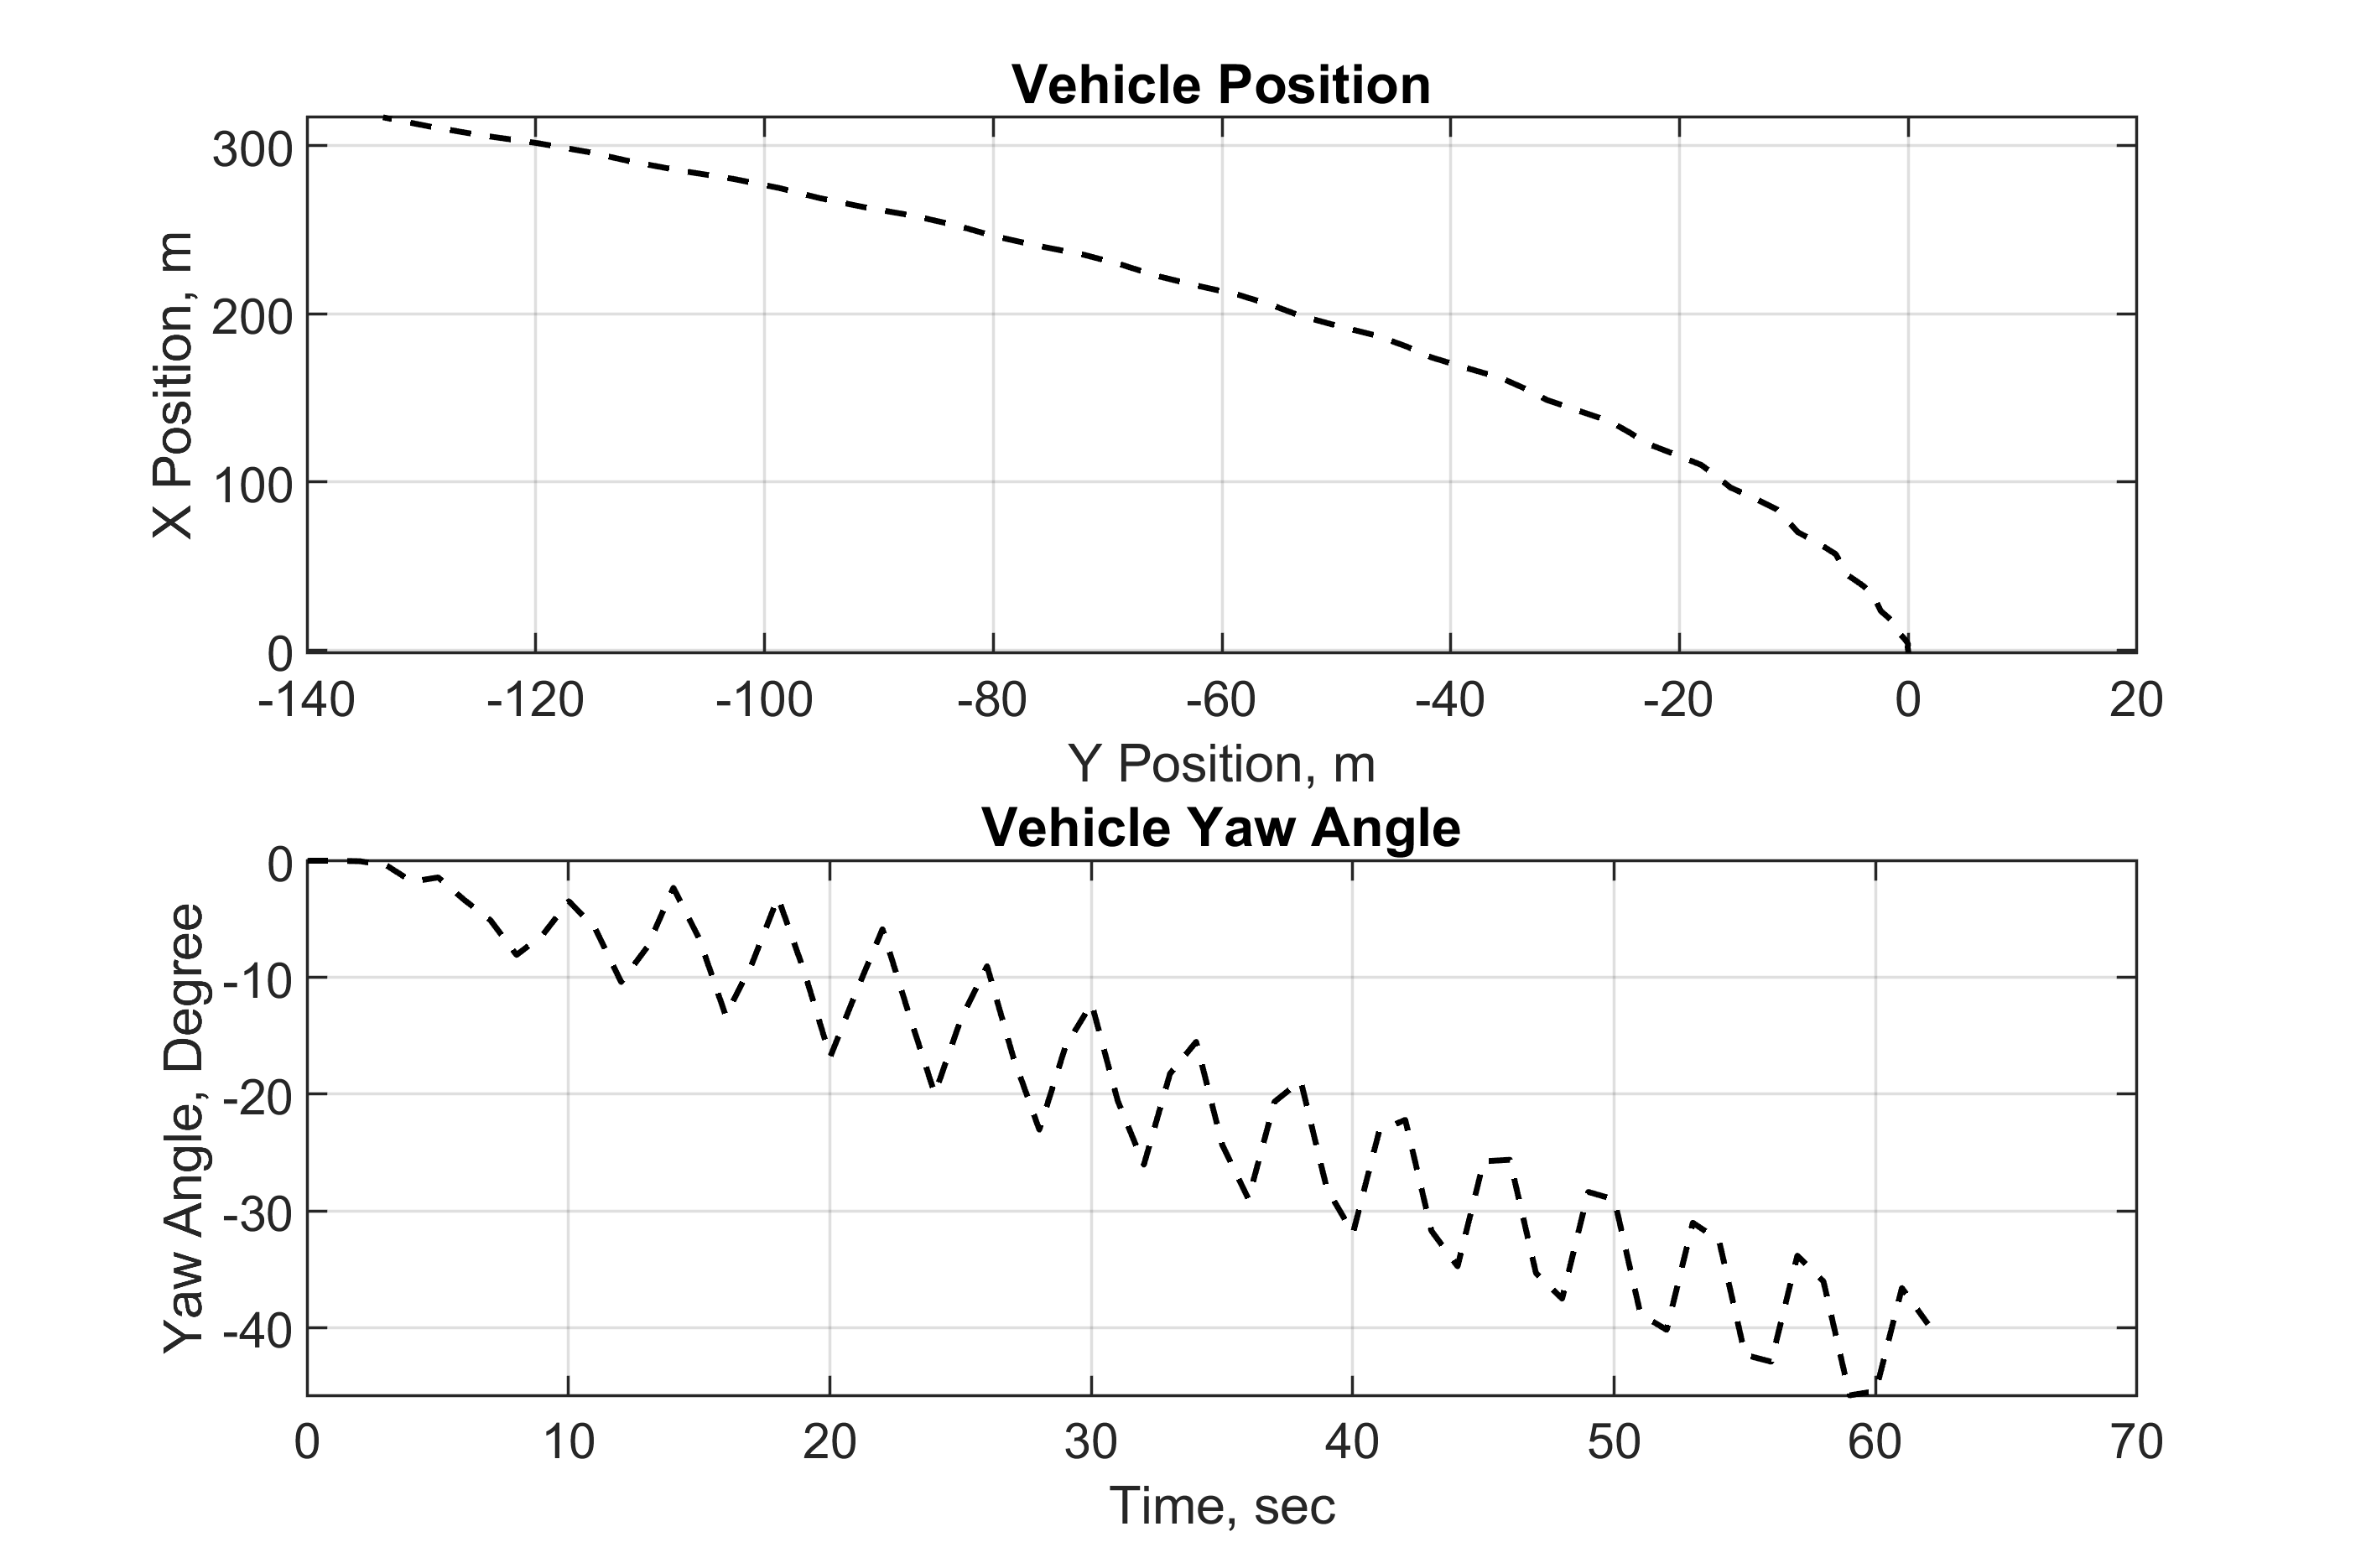 Vehicle Position
300
200
100
0
-140 -120 -100 -80 -60 -40 -20 0 20
X Position, m
Y Position, m
Vehicle Yaw Angle
0
-10
-20
-30
-40
0 10 20 30 40 50 60 70
Yaw Angle, Degree
Time, sec